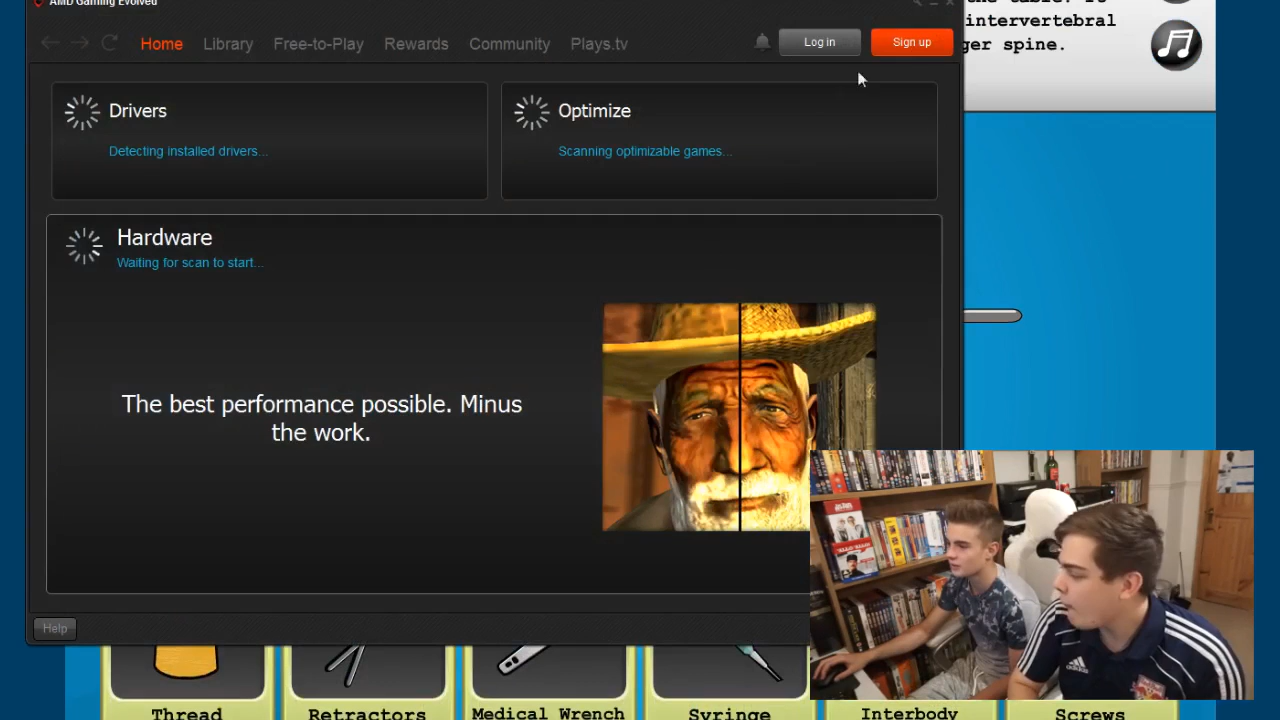 AMD Gaming Evolved
Home Library Free-to-Play Rewards Community Plays.tv Log in Sign up
intervertebral
ger spine.
Drivers
Detecting installed drivers...
Optimize
Scanning optimizable games...
Hardware
Waiting for scan to start...
The best performance possible. Minus
the work.
Help
Thread Retractors Medical Wrench Syringe Interbody Screws